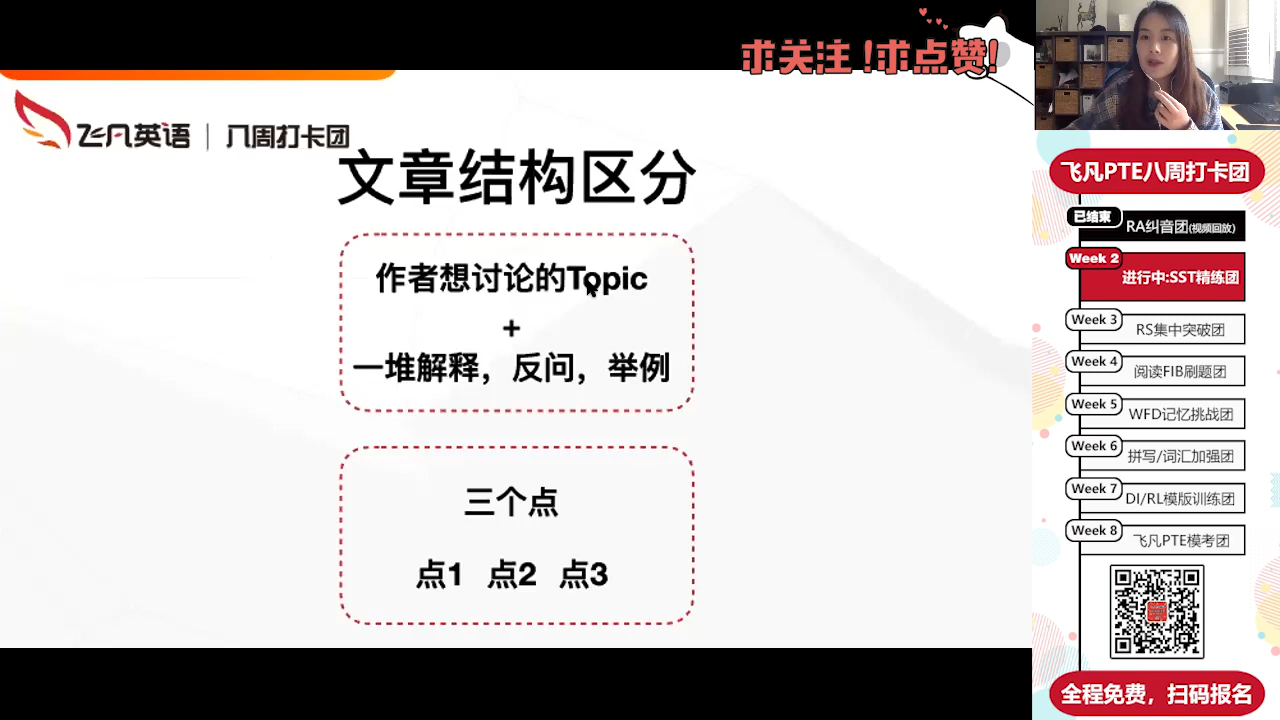 求关注!求点赞!
飞凡英语 | 八周打卡团
文章结构区分
作者想讨论的Topic
+
一堆解释，反问，举例
三个点
点1 点2 点3
飞凡PTE八周打卡团
已结束
RA纠音团(视频回放)
Week 2
进行中:SST精练团
Week 3
RS集中突破团
Week 4
阅读FIB刷题团
Week 5
WFD记忆挑战团
Week 6
拼写/词汇加强团
Week 7
DI/RL模版训练团
Week 8
飞凡PTE模考团
全程免费，扫码报名